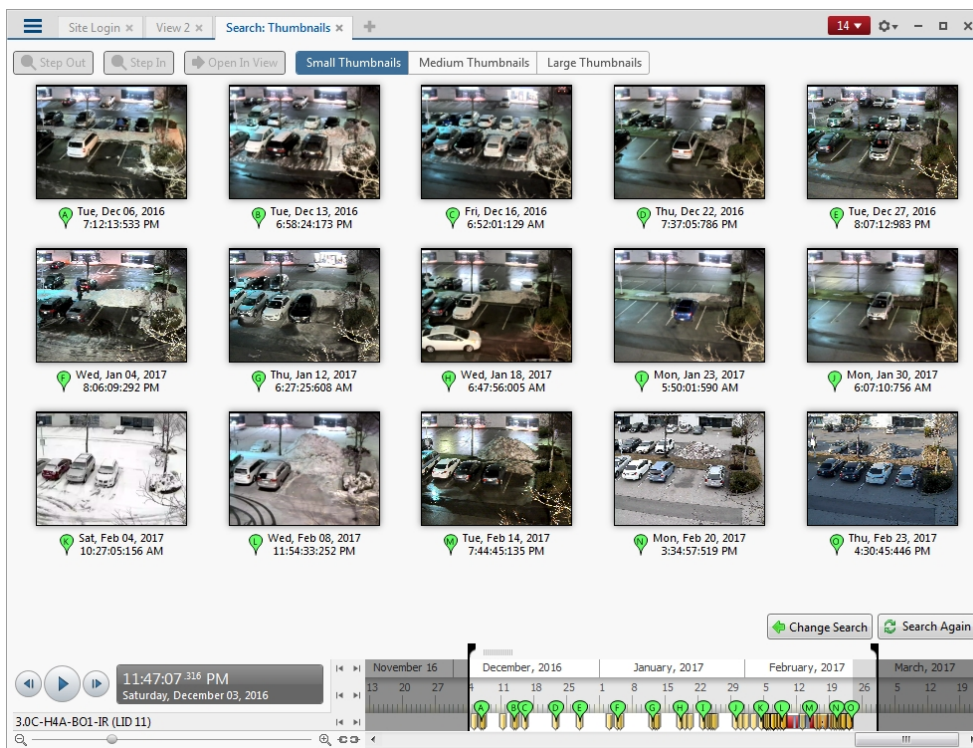 Site Login × View 2 × Search: Thumbnails × + 14
Step Out Step In Open In View Small Thumbnails Medium Thumbnails Large Thumbnails
A Tue, Dec 06, 2016
7:12:13:533 PM
B Tue, Dec 13, 2016
6:58:24:173 PM
C Fri, Dec 16, 2016
6:52:01:129 AM
D Thu, Dec 22, 2016
7:37:05:786 PM
E Tue, Dec 27, 2016
8:07:12:983 PM
F Wed, Jan 04, 2017
8:06:09:292 PM
G Thu, Jan 12, 2017
6:27:25:608 AM
H Wed, Jan 18, 2017
6:47:56:005 AM
I Mon, Jan 23, 2017
5:50:01:590 AM
J Mon, Jan 30, 2017
6:07:10:756 AM
K Sat, Feb 04, 2017
10:27:05:156 AM
L Wed, Feb 08, 2017
11:54:33:252 PM
M Tue, Feb 14, 2017
7:44:45:135 PM
N Mon, Feb 20, 2017
3:34:57:519 PM
O Thu, Feb 23, 2017
4:30:45:446 PM
Change Search Search Again
11:47:07.316 PM
Saturday, December 03, 2016
November 16 December, 2016 January, 2017 February, 2017 March, 2017
13 20 27 4 11 18 25 1 8 15 22 29 5 12 19 26 5 12 19
A B C D E F G H I J K L M N O
3.0C-H4A-BO1-IR (LID 11)